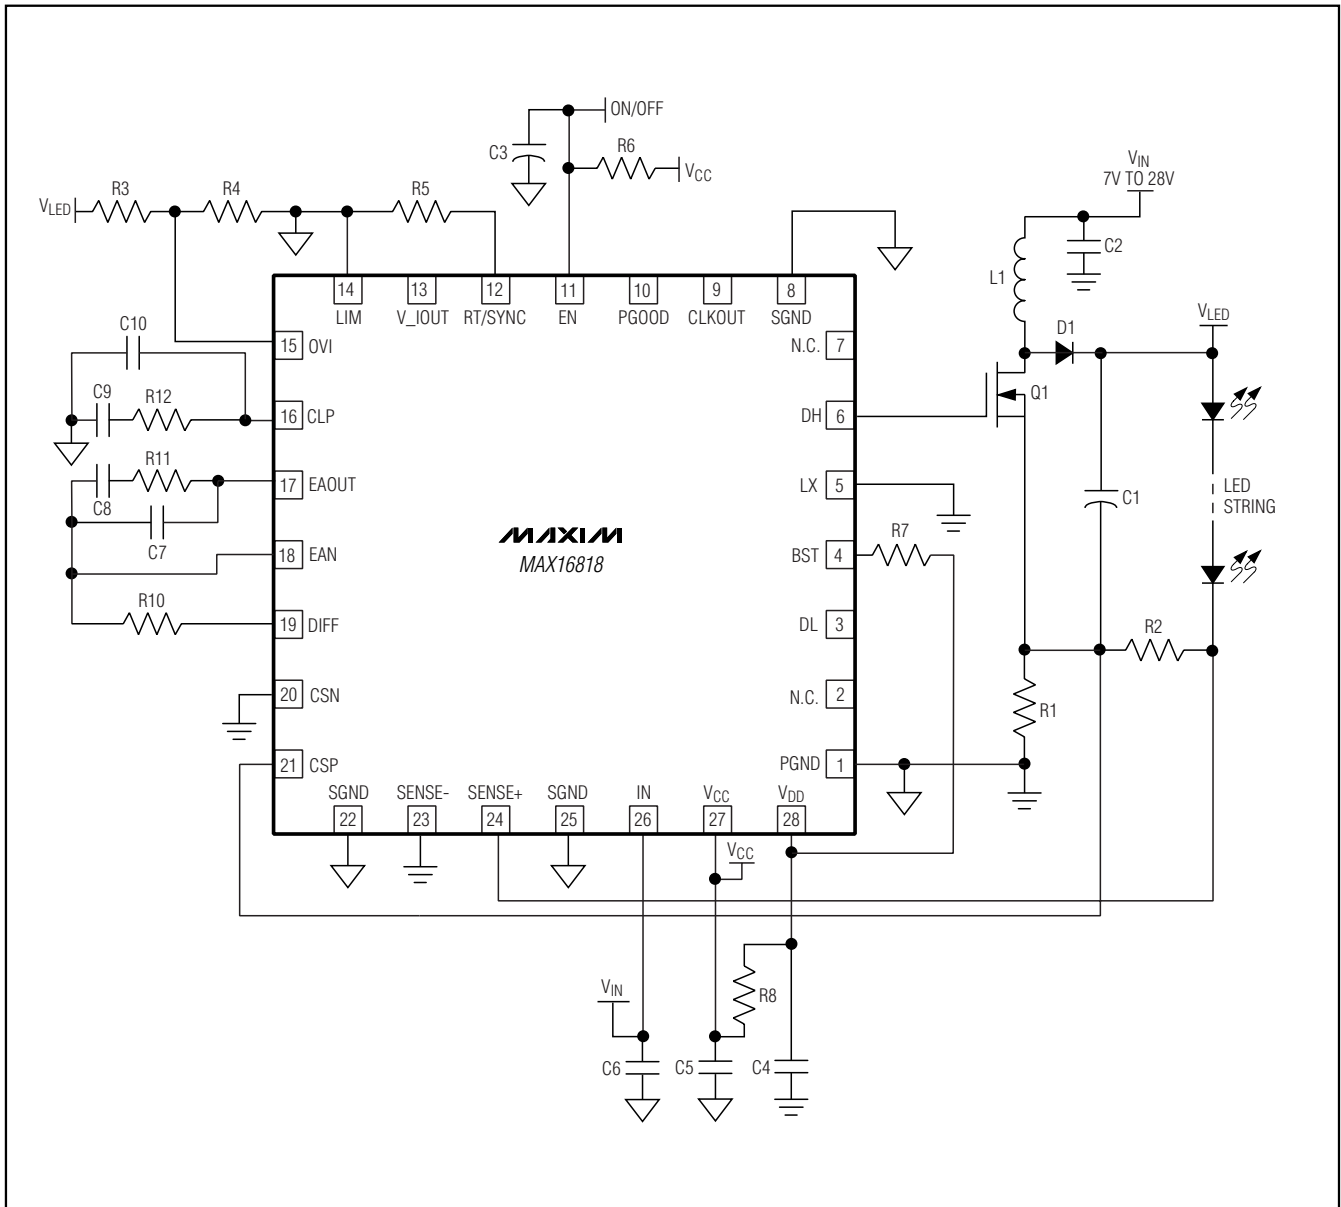 ON/OFF
C3
R6
VCC
VIN
7V TO 28V
VLED
R3
R4
R5
C2
L1
14
13
12
11
10
9
8
LIM
V_IOUT
RT/SYNC
EN
PGOOD
CLKOUT
SGND
VLED
C10
15
OVI
N.C.
7
D1
C9
R12
16
CLP
DH
6
Q1
R11
17
EAOUT
LX
5
LED
STRING
C8
C1
C7
18
EAN
MAXIM
MAX16818
BST
4
R7
R10
19
DIFF
DL
3
R2
20
CSN
N.C.
2
R1
21
CSP
PGND
1
SGND
SENSE-
SENSE+
SGND
IN
VCC
VDD
22
23
24
25
26
27
28
VCC
VIN
R8
C6
C5
C4